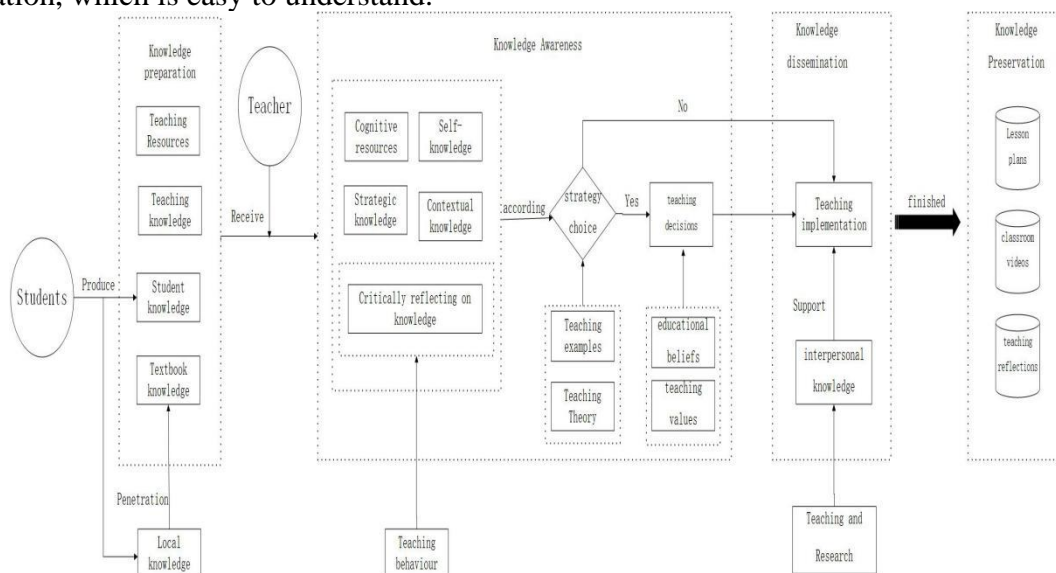 ation, which is easy to understand.
Knowledge
preparation
Teaching
Resources
Teaching
knowledge
Student
knowledge
Textbook
knowledge
Students
Produce
Penetration
Local
knowledge
Teacher
Receive
Knowledge Awareness
Cognitive
resources
Self-
knowledge
Strategic
knowledge
Contextual
knowledge
Critically reflecting on
knowledge
Teaching
behaviour
according
strategy
choice
No
Yes
teaching
decisions
Teaching
examples
Teaching
Theory
educational
beliefs
teaching
values
Knowledge
dissemination
Teaching
implementation
Support
interpersonal
knowledge
Teaching and
Research
finished
Knowledge
Preservation
Lesson
plans
classroom
videos
teaching
reflections